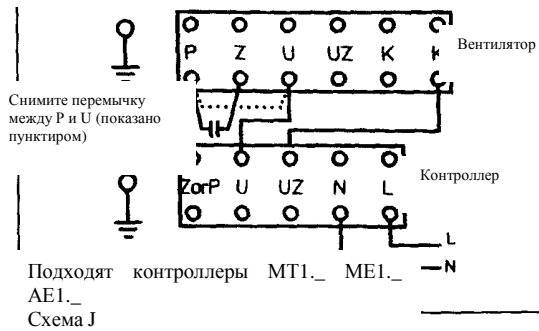 P Z U UZ K K
Вентилятор
Снимите перемычку
между P и U (показано
пунктиром)
ZorP U UZ N L
Контроллер
L
N
Подходят контроллеры MT1._ ME1._
AE1._
Схема J